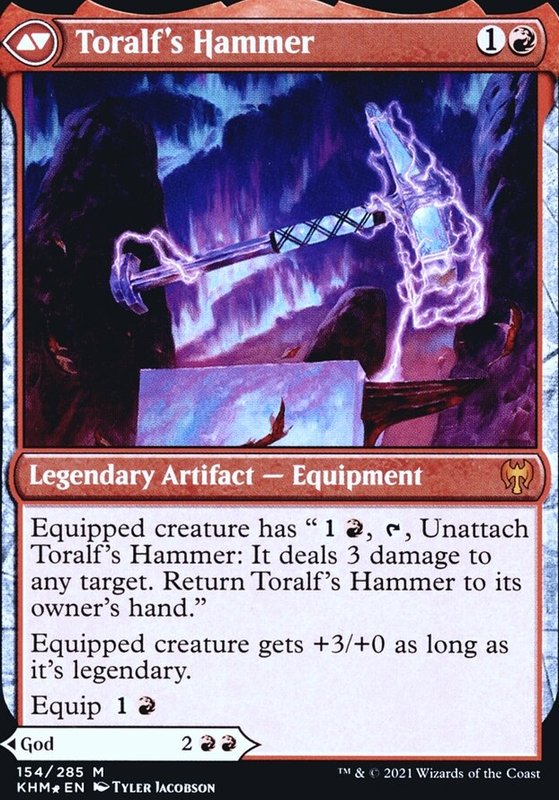 Toralf's Hammer 1
Legendary Artifact — Equipment
Equipped creature has “1 , , Unattach
Toralf's Hammer: It deals 3 damage to
any target. Return Toralf's Hammer to its
owner's hand.”
Equipped creature gets +3/+0 as long as
it's legendary.
Equip 1
God 2
154/285 M
KHM★EN TYLER JACOBSON
™ & © 2021 Wizards of the Coast